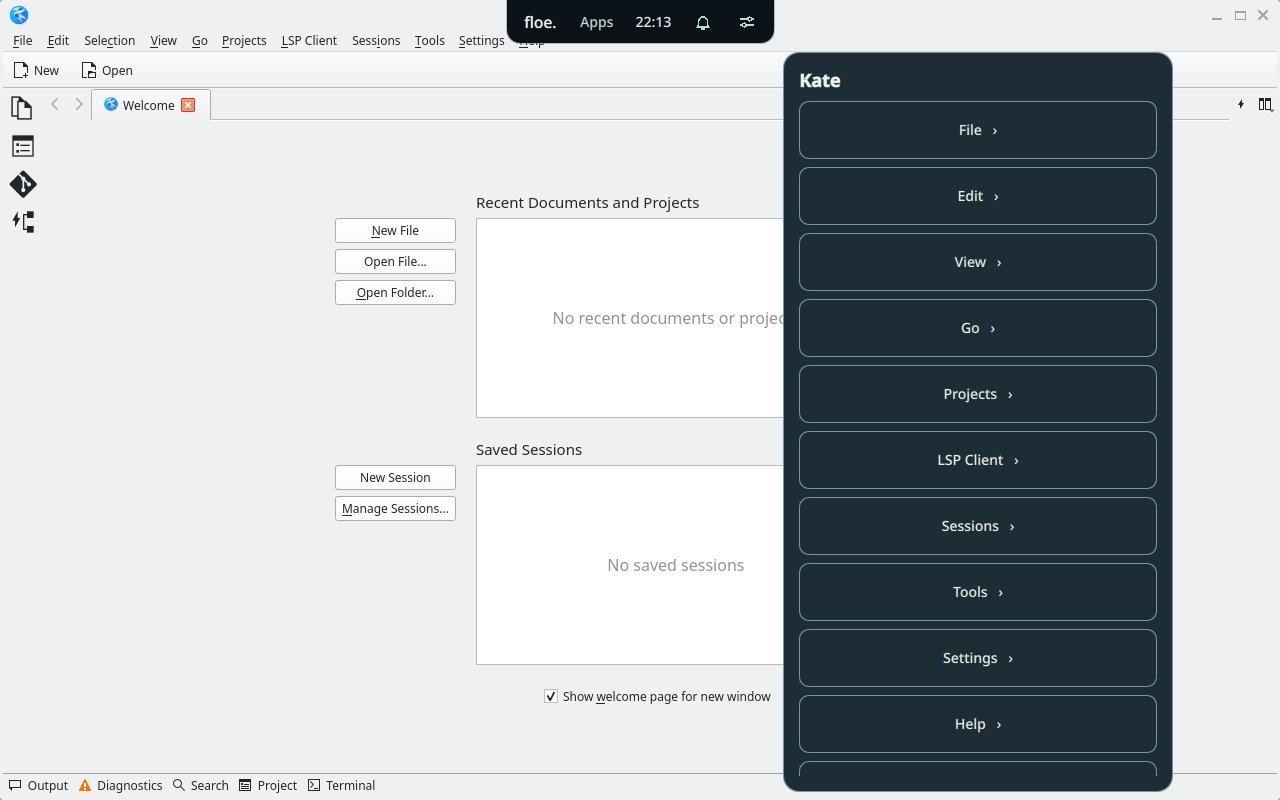 floe. Apps 22:13
File Edit Selection View Go Projects LSP Client Sessions Tools Settings Help
New Open
Welcome
Recent Documents and Projects
New File
Open File...
Open Folder...
No recent documents or projec
Saved Sessions
New Session
Manage Sessions...
No saved sessions
Show welcome page for new window
Output Diagnostics Search Project Terminal
Kate
File ›
Edit ›
View ›
Go ›
Projects ›
LSP Client ›
Sessions ›
Tools ›
Settings ›
Help ›